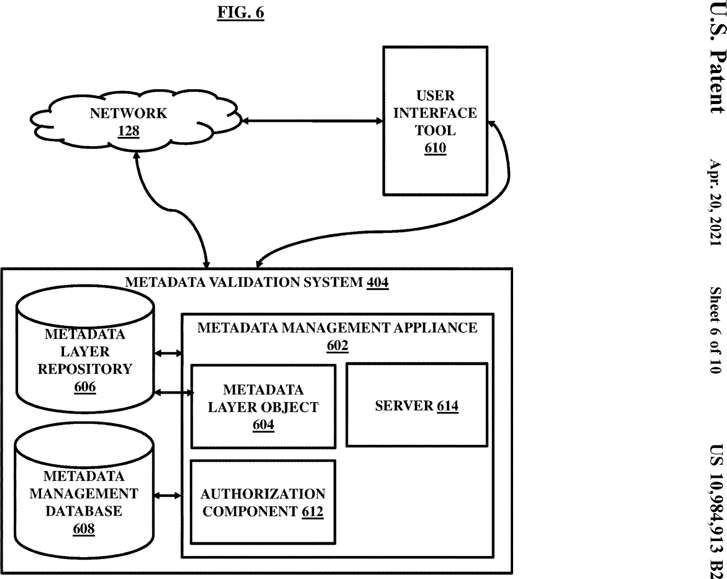 FIG. 6
NETWORK
128
USER
INTERFACE
TOOL
610
METADATA VALIDATION SYSTEM 404
METADATA
LAYER
REPOSITORY
606
METADATA MANAGEMENT APPLIANCE
602
METADATA
LAYER OBJECT
604
SERVER 614
METADATA
MANAGEMENT
DATABASE
608
AUTHORIZATION
COMPONENT 612
U.S. Patent
Apr. 20, 2021
Sheet 6 of 10
US 10,984,913 B2